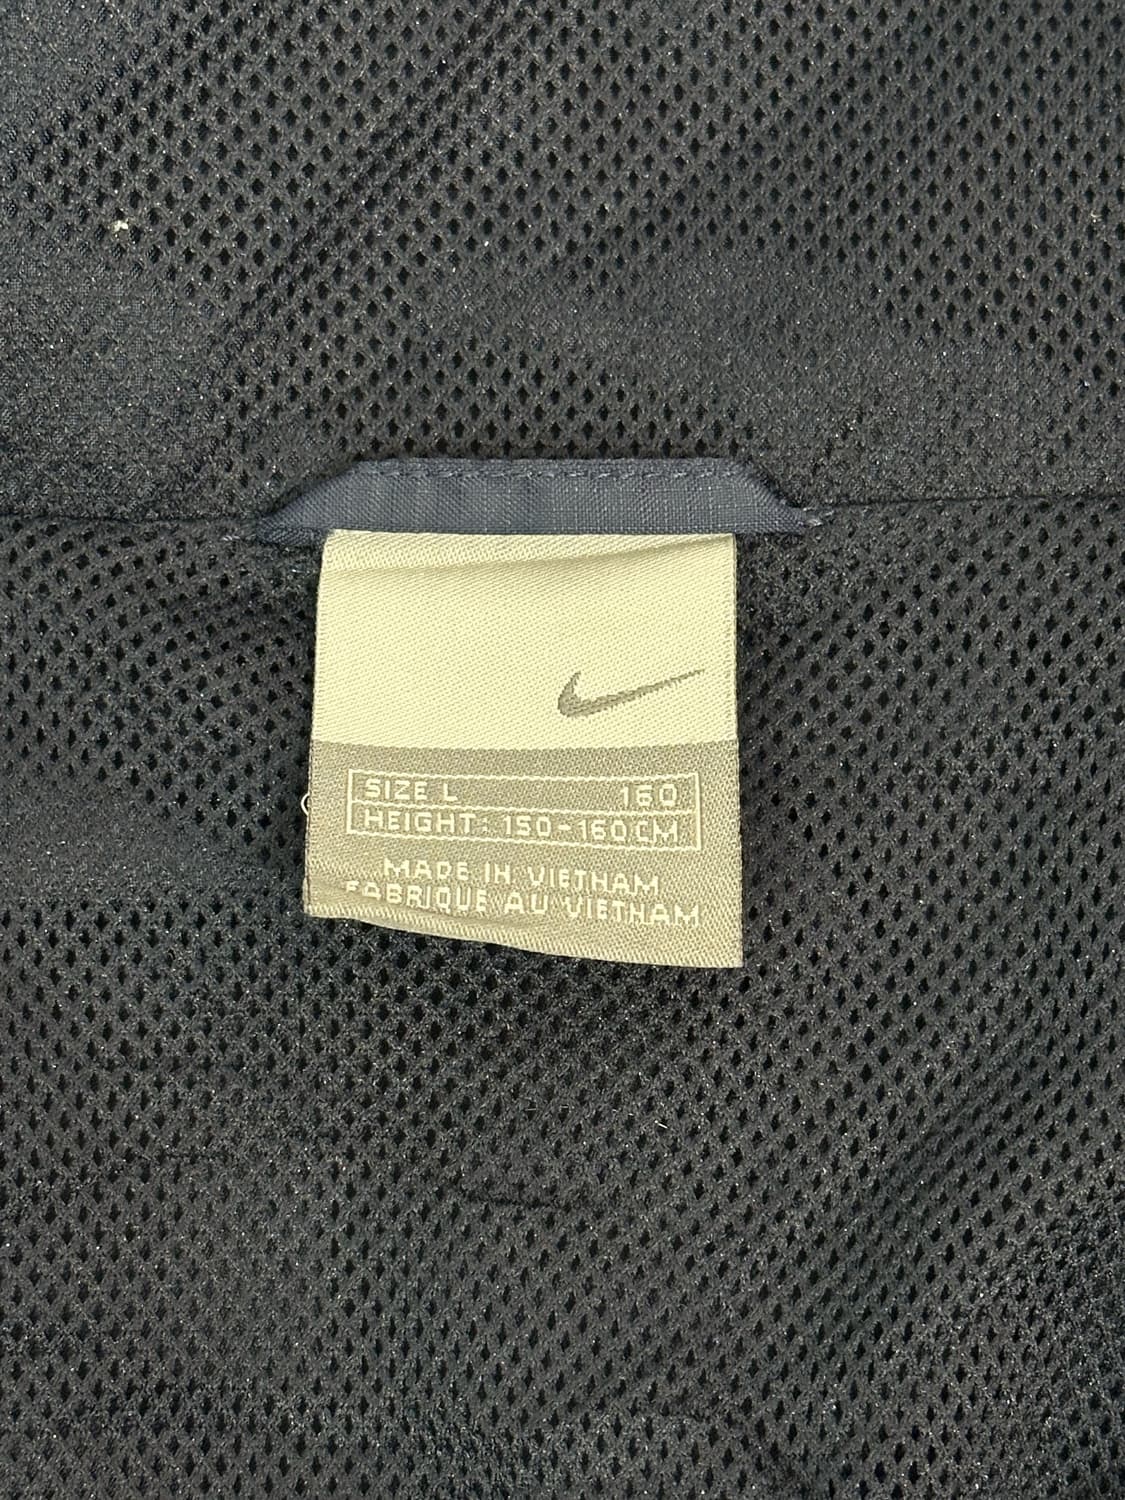 SIZE L 160
HEIGHT: 150-160CM
MADE IN VIETNAM
FABRIQUE AU VIETNAM